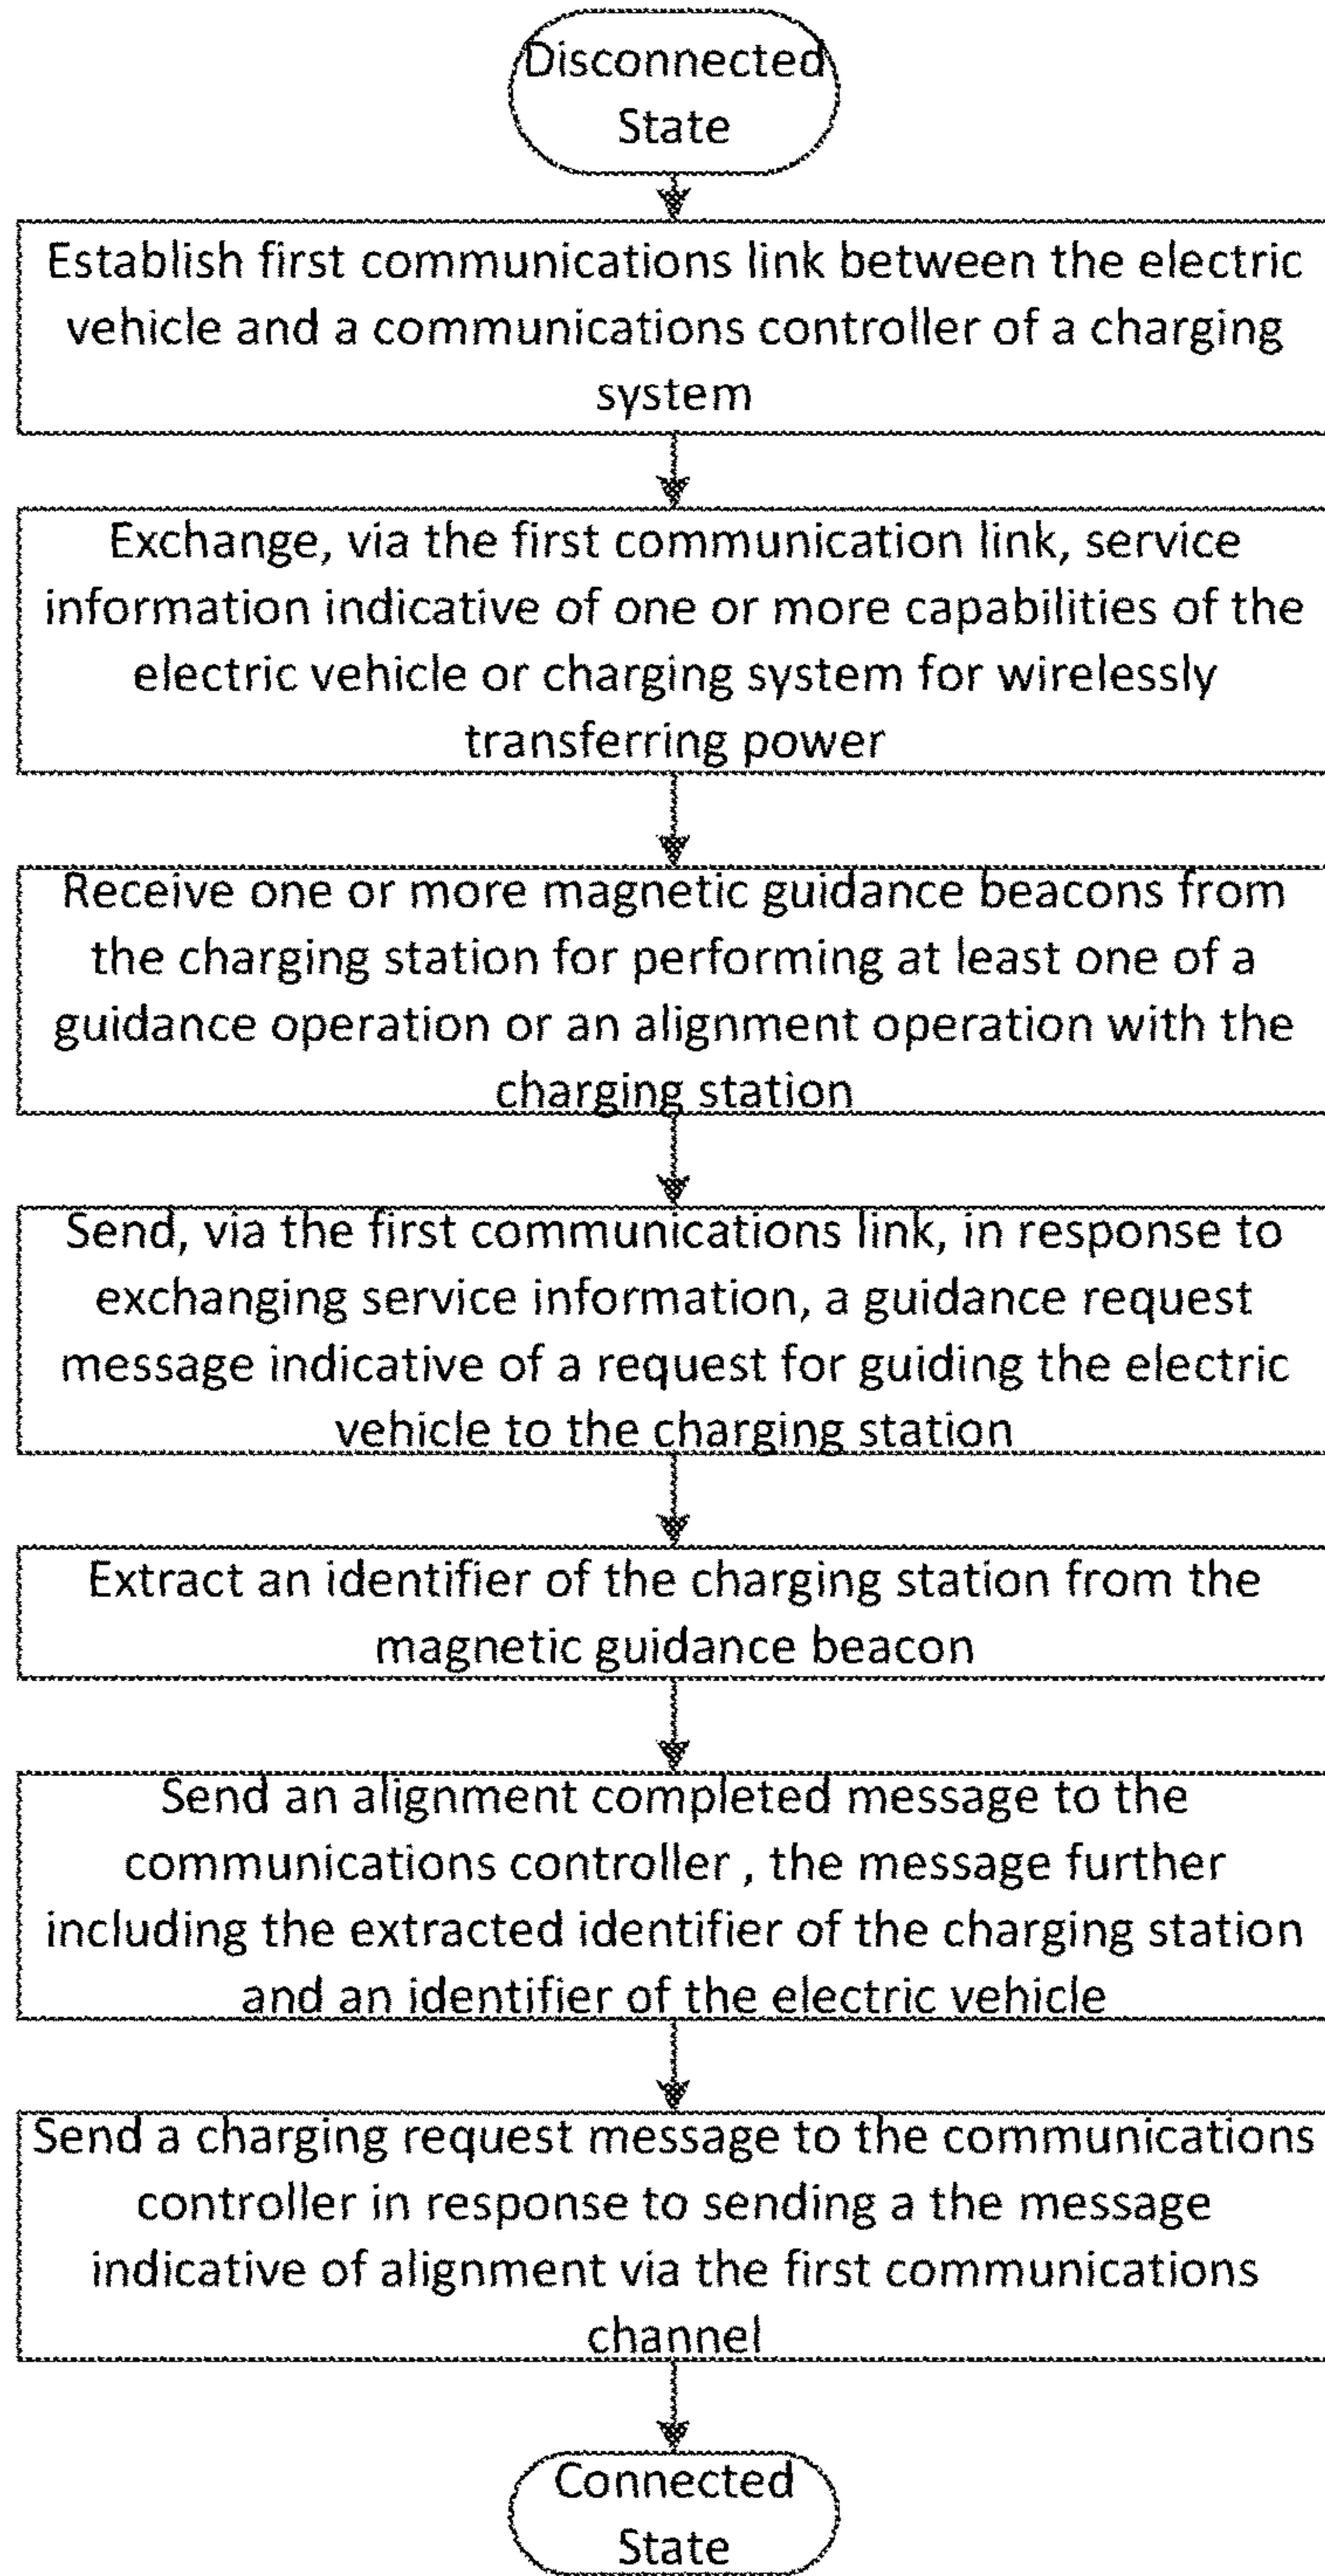 Disconnected
State
Establish first communications link between the electric
vehicle and a communications controller of a charging
system
Exchange, via the first communication link, service
information indicative of one or more capabilities of the
electric vehicle or charging system for wirelessly
transferring power
Receive one or more magnetic guidance beacons from
the charging station for performing at least one of a
guidance operation or an alignment operation with the
charging station
Send, via the first communications link, in response to
exchanging service information, a guidance request
message indicative of a request for guiding the electric
vehicle to the charging station
Extract an identifier of the charging station from the
magnetic guidance beacon
Send an alignment completed message to the
communications controller , the message further
including the extracted identifier of the charging station
and an identifier of the electric vehicle
Send a charging request message to the communications
controller in response to sending a the message
indicative of alignment via the first communications
channel
Connected
State